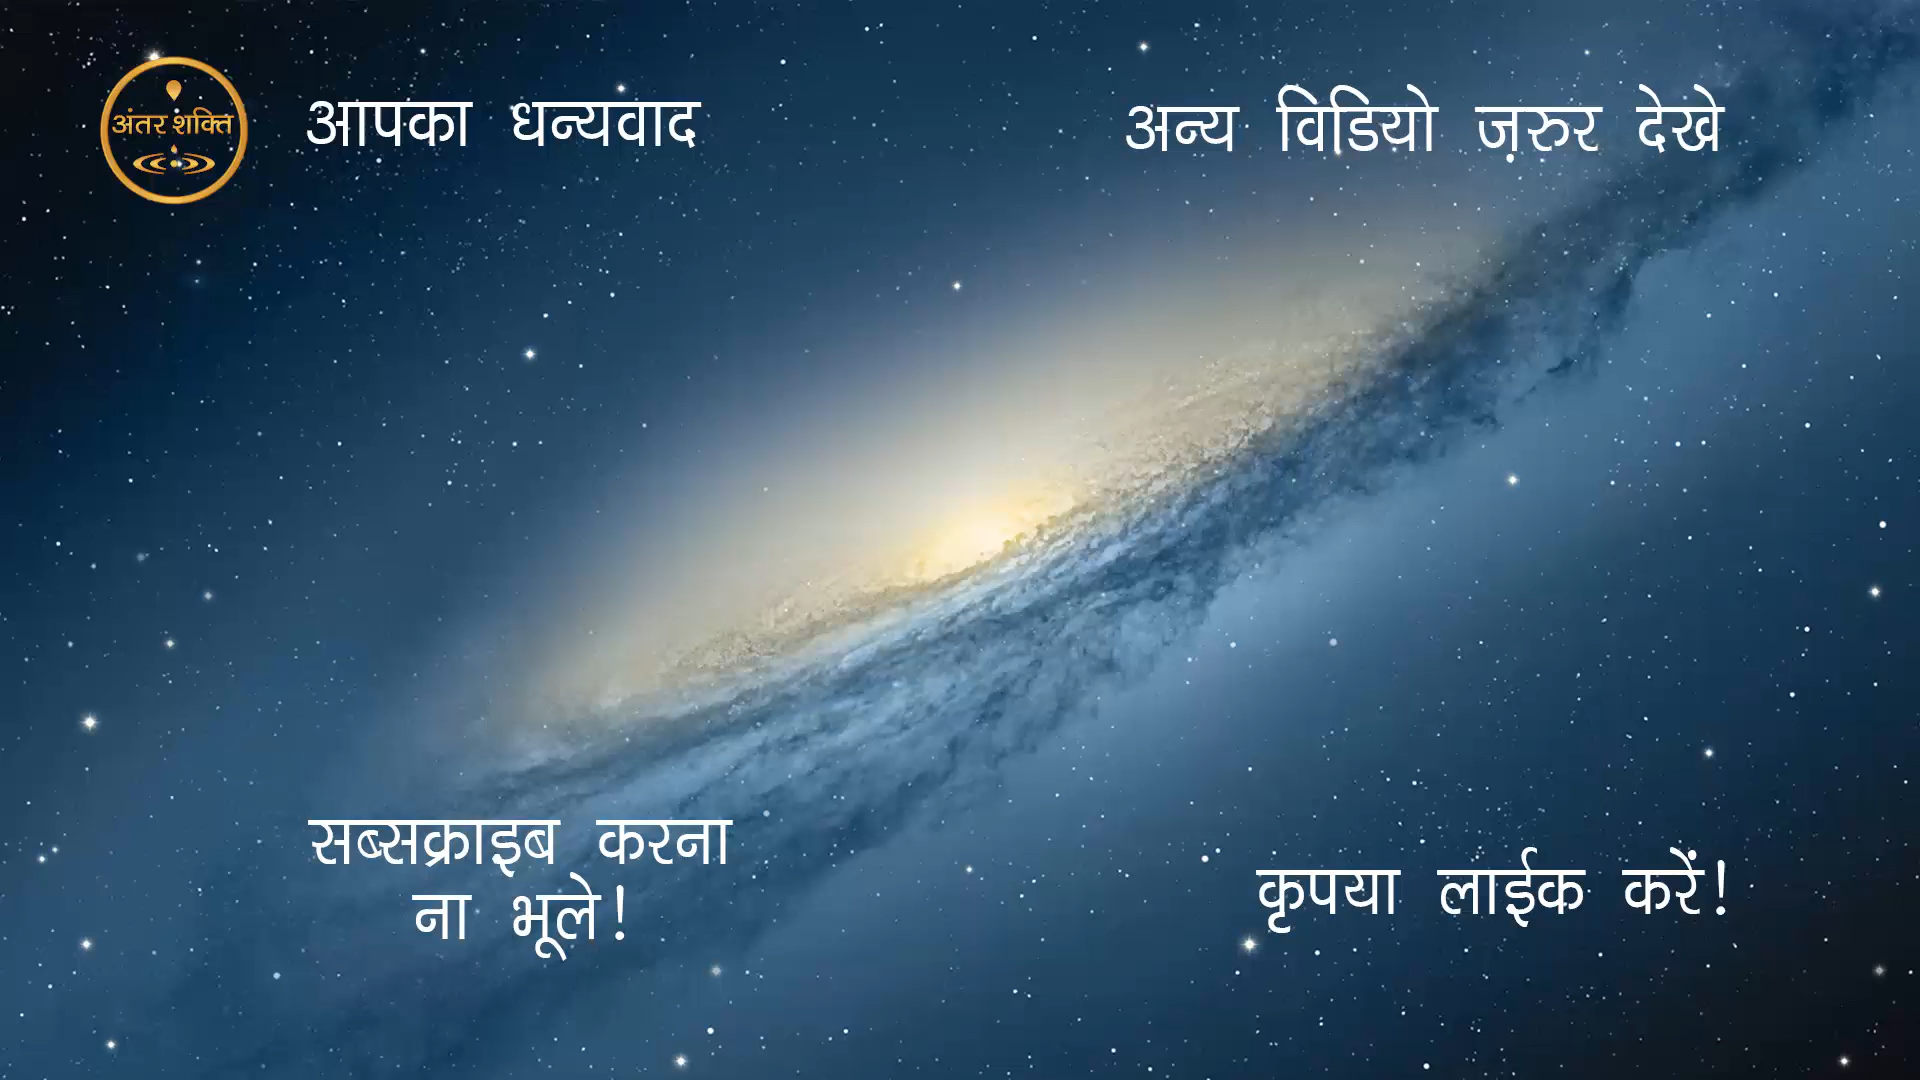 अंतर शक्ति
आपका धन्यवाद
अन्य विडियो ज़रुर देखे
सब्सक्राइब करना
ना भूले!
कृपया लाईक करें!